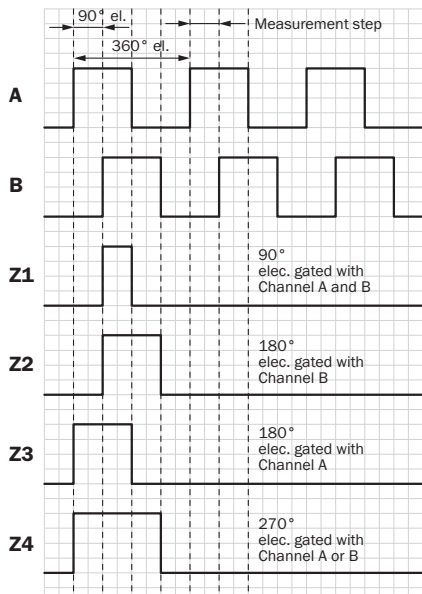 90° el.
Measurement step
360° el.
A
B
Z1
90°
elec. gated with
Channel A and B
Z2
180°
elec. gated with
Channel B
Z3
180°
elec. gated with
Channel A
Z4
270°
elec. gated with
Channel A or B